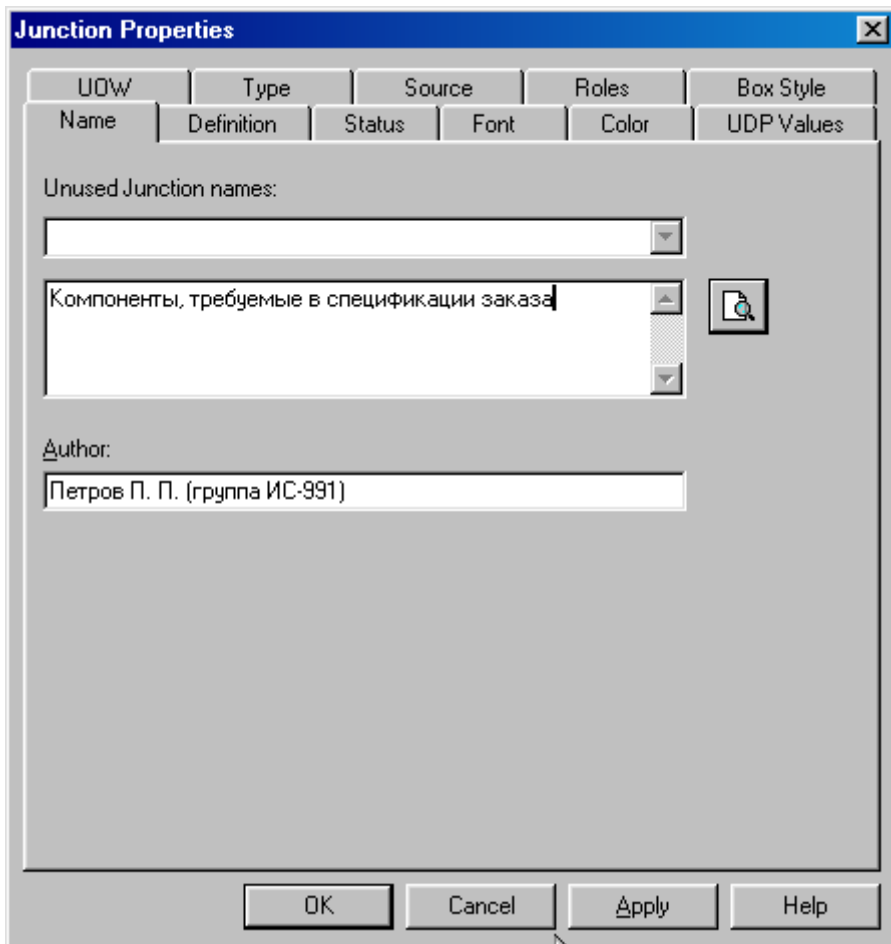 Junction Properties
UOW Type Source Roles Box Style
Name Definition Status Font Color UDP Values
Unused Junction names:
Компоненты, требуемые в спецификации заказа
Author:
Петров П. П. (группа ИС-991)
OK Cancel Apply Help